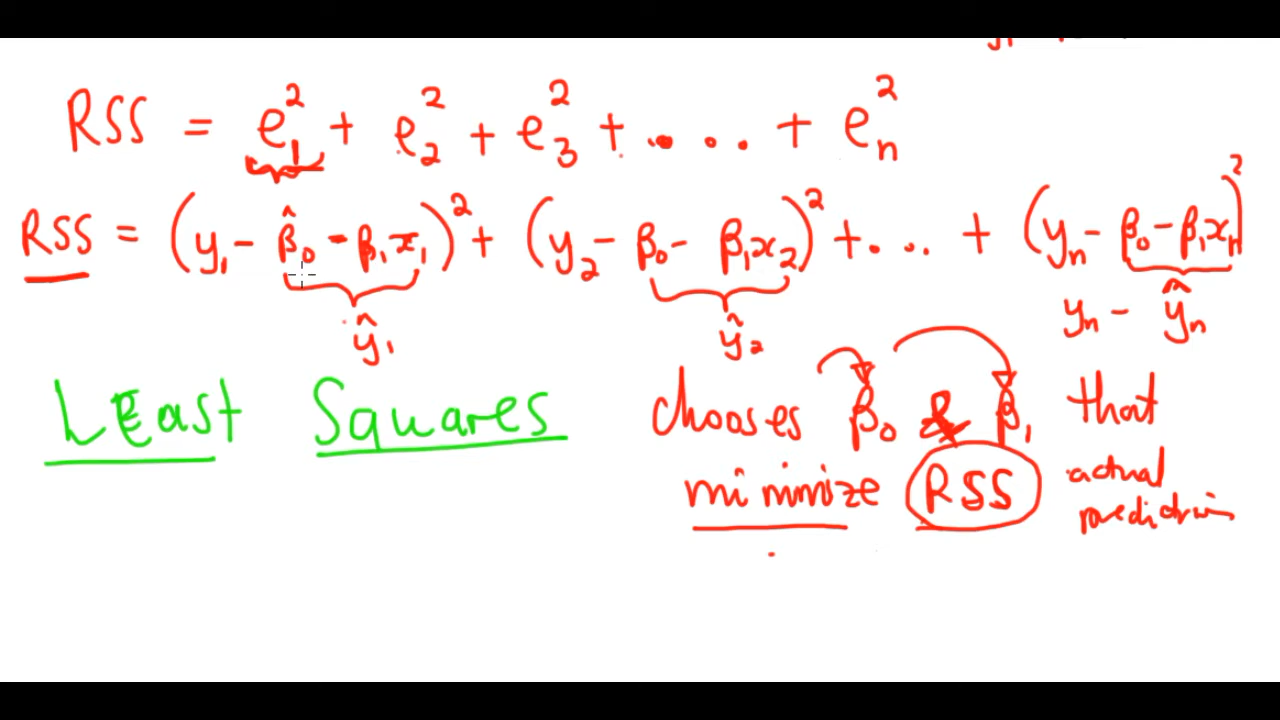 RSS = e₁² + e₂² + e₃² + . . . . + eₙ²
RSS = (y₁ - β̂₀ - β₁x₁)² + (y₂ - β₀ - β₁x₂)² + . . . + (yₙ - β₀ - β₁xₙ)²
ŷ₁ ŷ₂ yₙ - ŷₙ
Least Squares chooses β₀ & β₁ that
minimize RSS actual
prediction